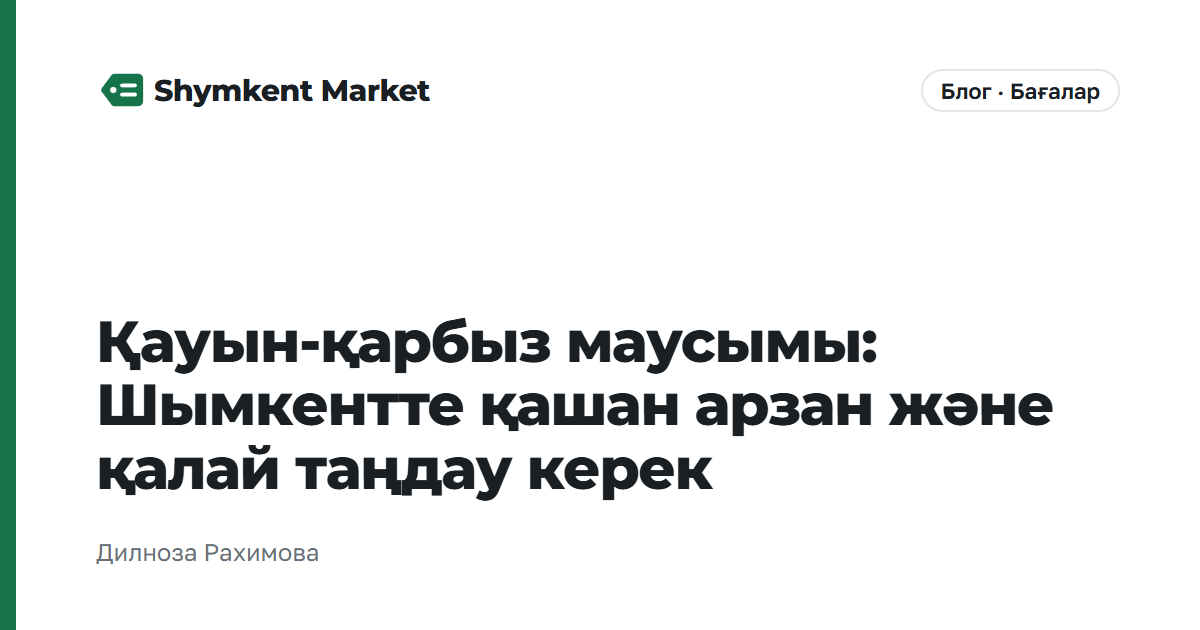 Shymkent Market
Блог · Бағалар
Қауын-қарбыз маусымы:
Шымкентте қашан арзан және
қалай таңдау керек
Дилноза Рахимова